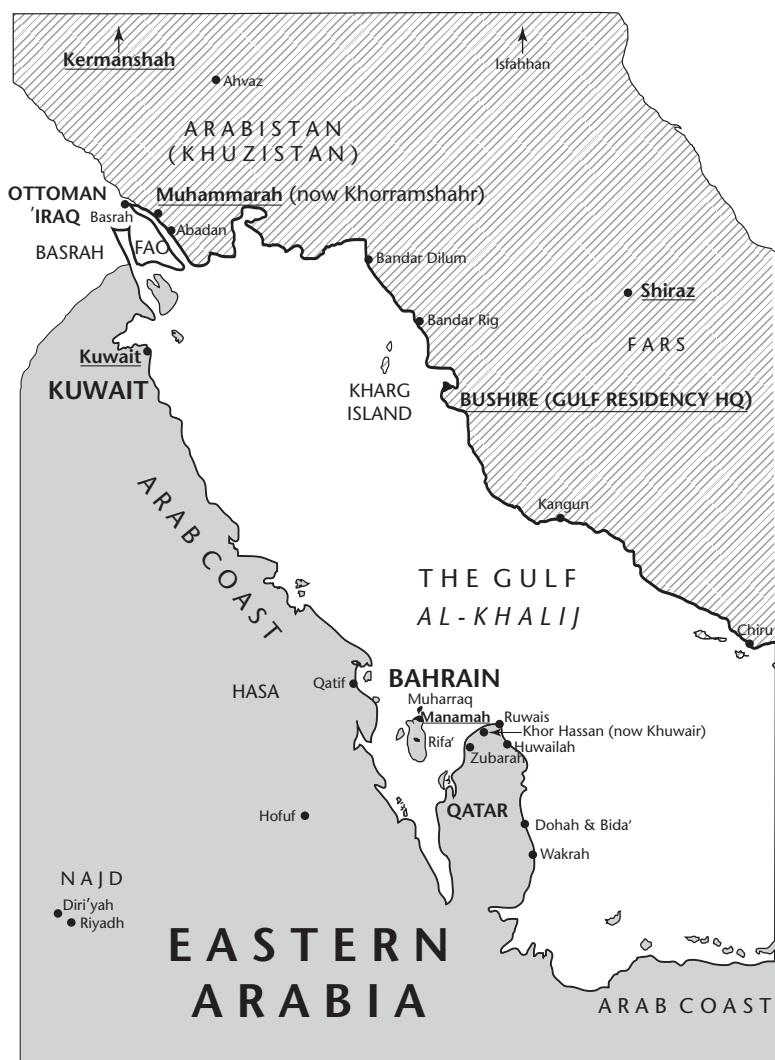 Kermanshah
Isfahhan
Ahvaz
ARABISTAN
(KHUZISTAN)
OTTOMAN
'IRAQ
Basrah
Muhammarah (now Khorramshahr)
Abadan
BASRAH
FAO
Bandar Dilum
Shiraz
Bandar Rig
FARS
Kuwait
KUWAIT
KHARG
ISLAND
BUSHIRE (GULF RESIDENCY HQ)
ARAB COAST
Kangun
THE GULF
AL-KHALIJ
Chiru
HASA
Qatif
BAHRAIN
Muharraq
Manamah
Ruwais
Khor Hassan (now Khuwair)
Rifa'
Huwailah
Zubarah
Hofuf
QATAR
Dohah & Bida'
Wakrah
NAJD
Diri'yah
Riyadh
EASTERN
ARABIA
ARAB COAST